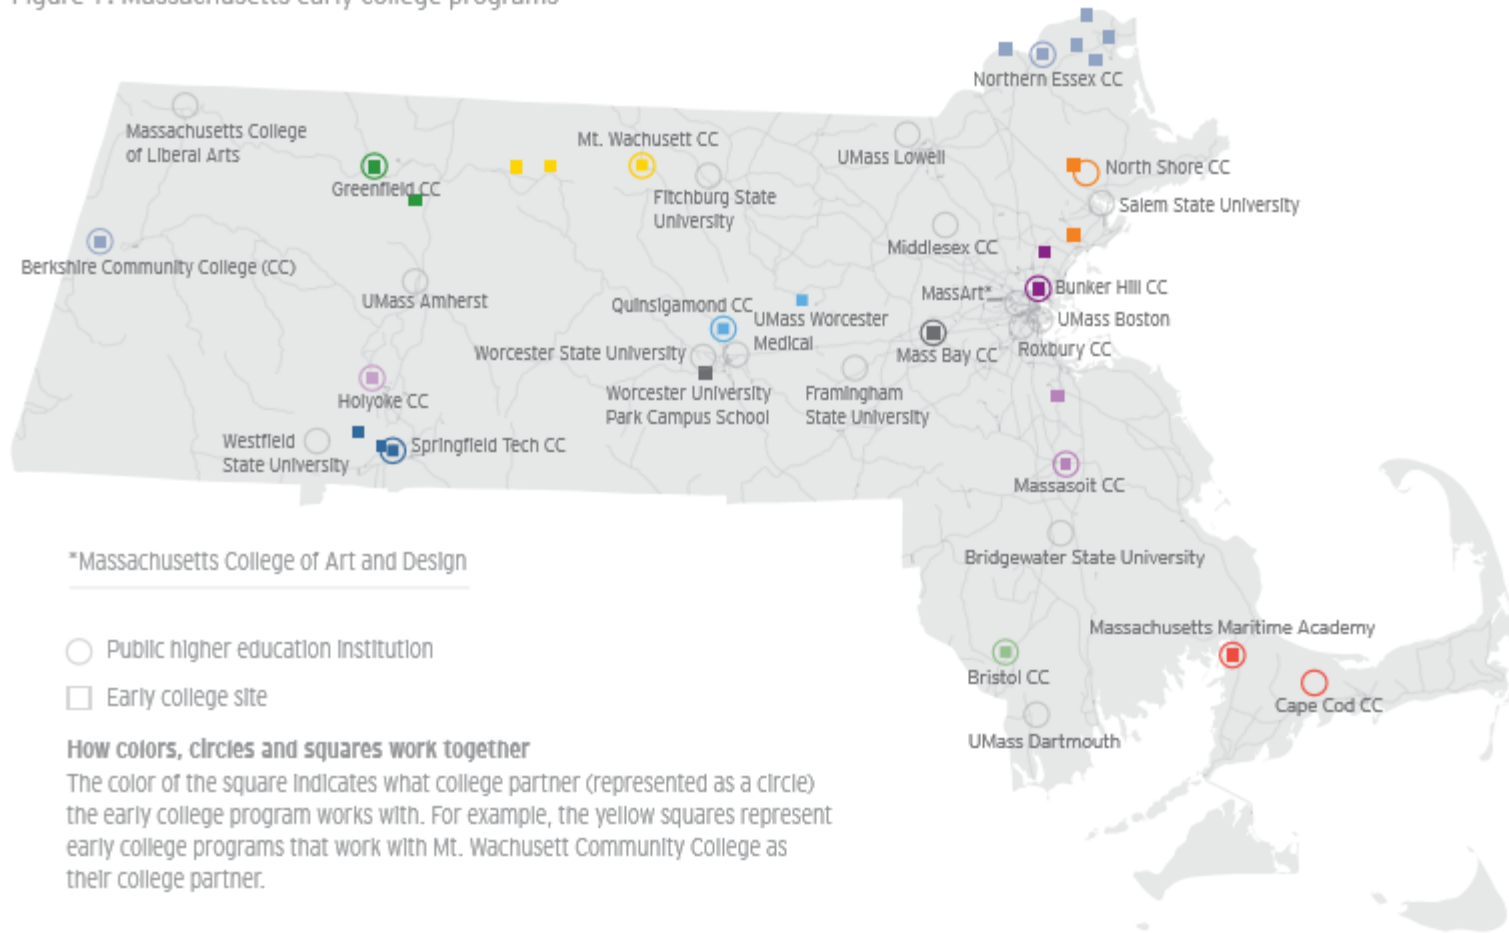 Figure 7. Massachusetts early college programs
Northern Essex CC
Massachusetts College
of Liberal Arts
Mt. Wachusett CC
UMass Lowell
North Shore CC
Greenfield CC
Fitchburg State
University
Salem State University
Middlesex CC
Berkshire Community College (CC)
UMass Amherst
MassArt*
Bunker Hill CC
Quinsigamond CC
UMass Worcester
Medical
UMass Boston
Worcester State University
Mass Bay CC
Roxbury CC
Holyoke CC
Worcester University
Park Campus School
Framingham
State University
Westfield
State University
Springfield Tech CC
Massasoit CC
Bridgewater State University
*Massachusetts College of Art and Design
Massachusetts Maritime Academy
Public higher education institution
Bristol CC
Early college site
Cape Cod CC
UMass Dartmouth
How colors, circles and squares work together
The color of the square indicates what college partner (represented as a circle)
the early college program works with. For example, the yellow squares represent
early college programs that work with Mt. Wachusett Community College as
their college partner.